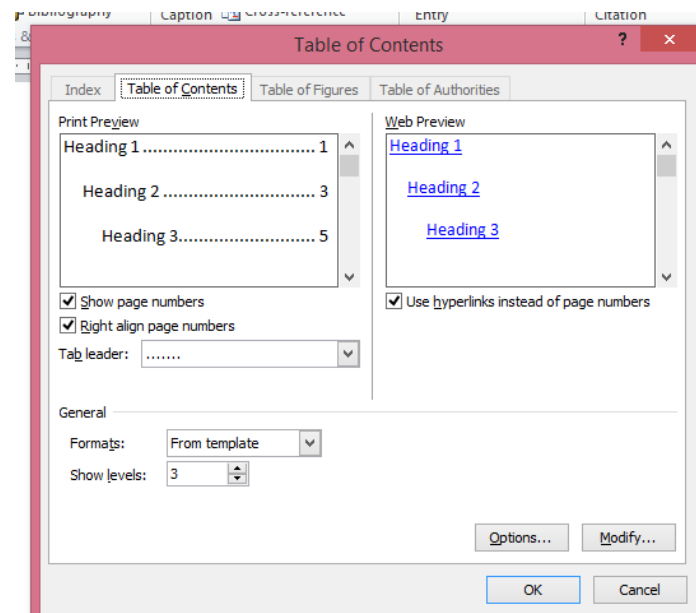 Bibliography Caption Cross-reference Entry Citation
&
Table of Contents ? ×
Index Table of Contents Table of Figures Table of Authorities
Print Preview
Heading 1.................................... 1
Heading 2................................ 3
Heading 3............................ 5
Web Preview
Heading 1
Heading 2
Heading 3
Show page numbers
Right align page numbers
Tab leader: .......
Use hyperlinks instead of page numbers
General
Formats: From template
Show levels: 3
Options... Modify...
OK Cancel